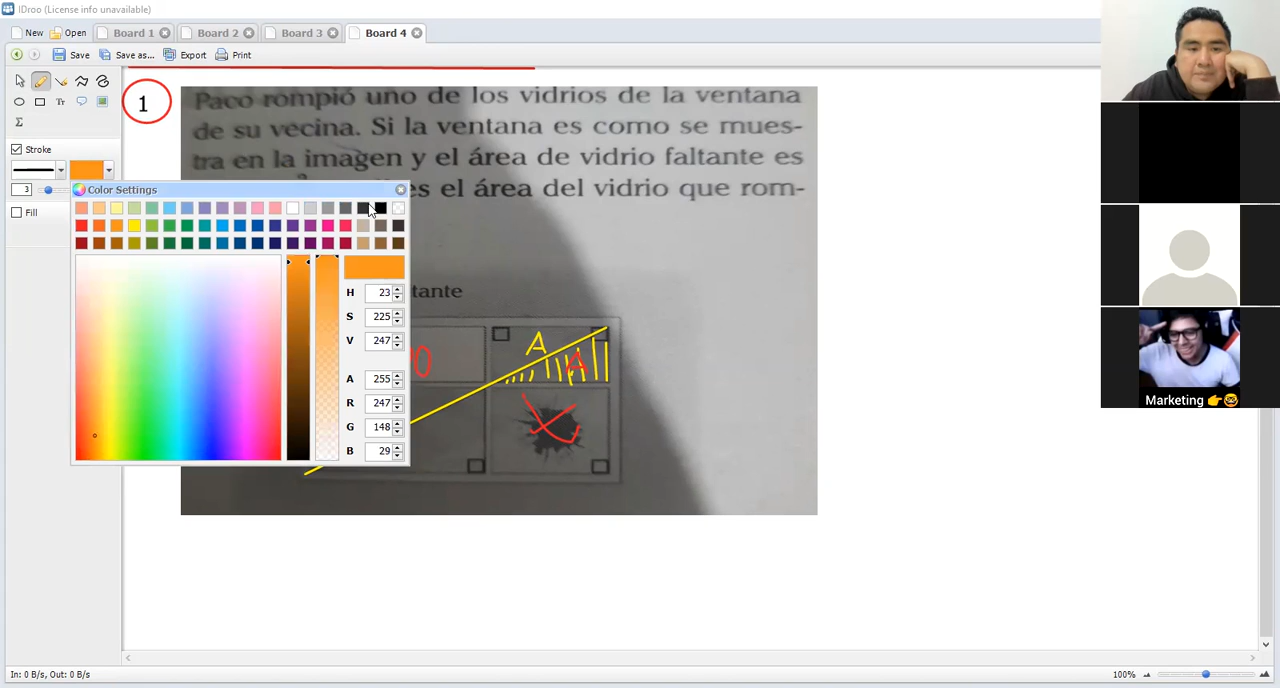 IDroo (License info unavailable)
New Open Board 1 Board 2 Board 3 Board 4
Save Save as... Export Print
Tr
Σ
Stroke
3
Fill
1
Paco rompió uno de los vidrios de la ventana
de su vecina. Si la ventana es como se mues-
tra en la imagen y el área de vidrio faltante es
es el área del vidrio que rom-
tante
A
A
Color Settings
H 23
S 225
V 247
A 255
R 247
G 148
B 29
Marketing
In: 0 B/s, Out: 0 B/s
100%